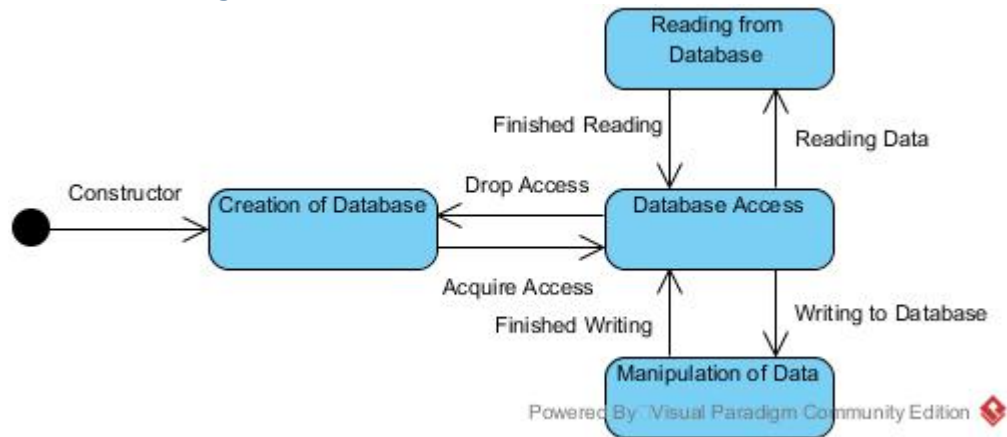 Reading from
Database
Finished Reading
Reading Data
Constructor
Creation of Database
Drop Access
Database Access
Acquire Access
Finished Writing
Writing to Database
Manipulation of Data
Powered By Visual Paradigm Community Edition